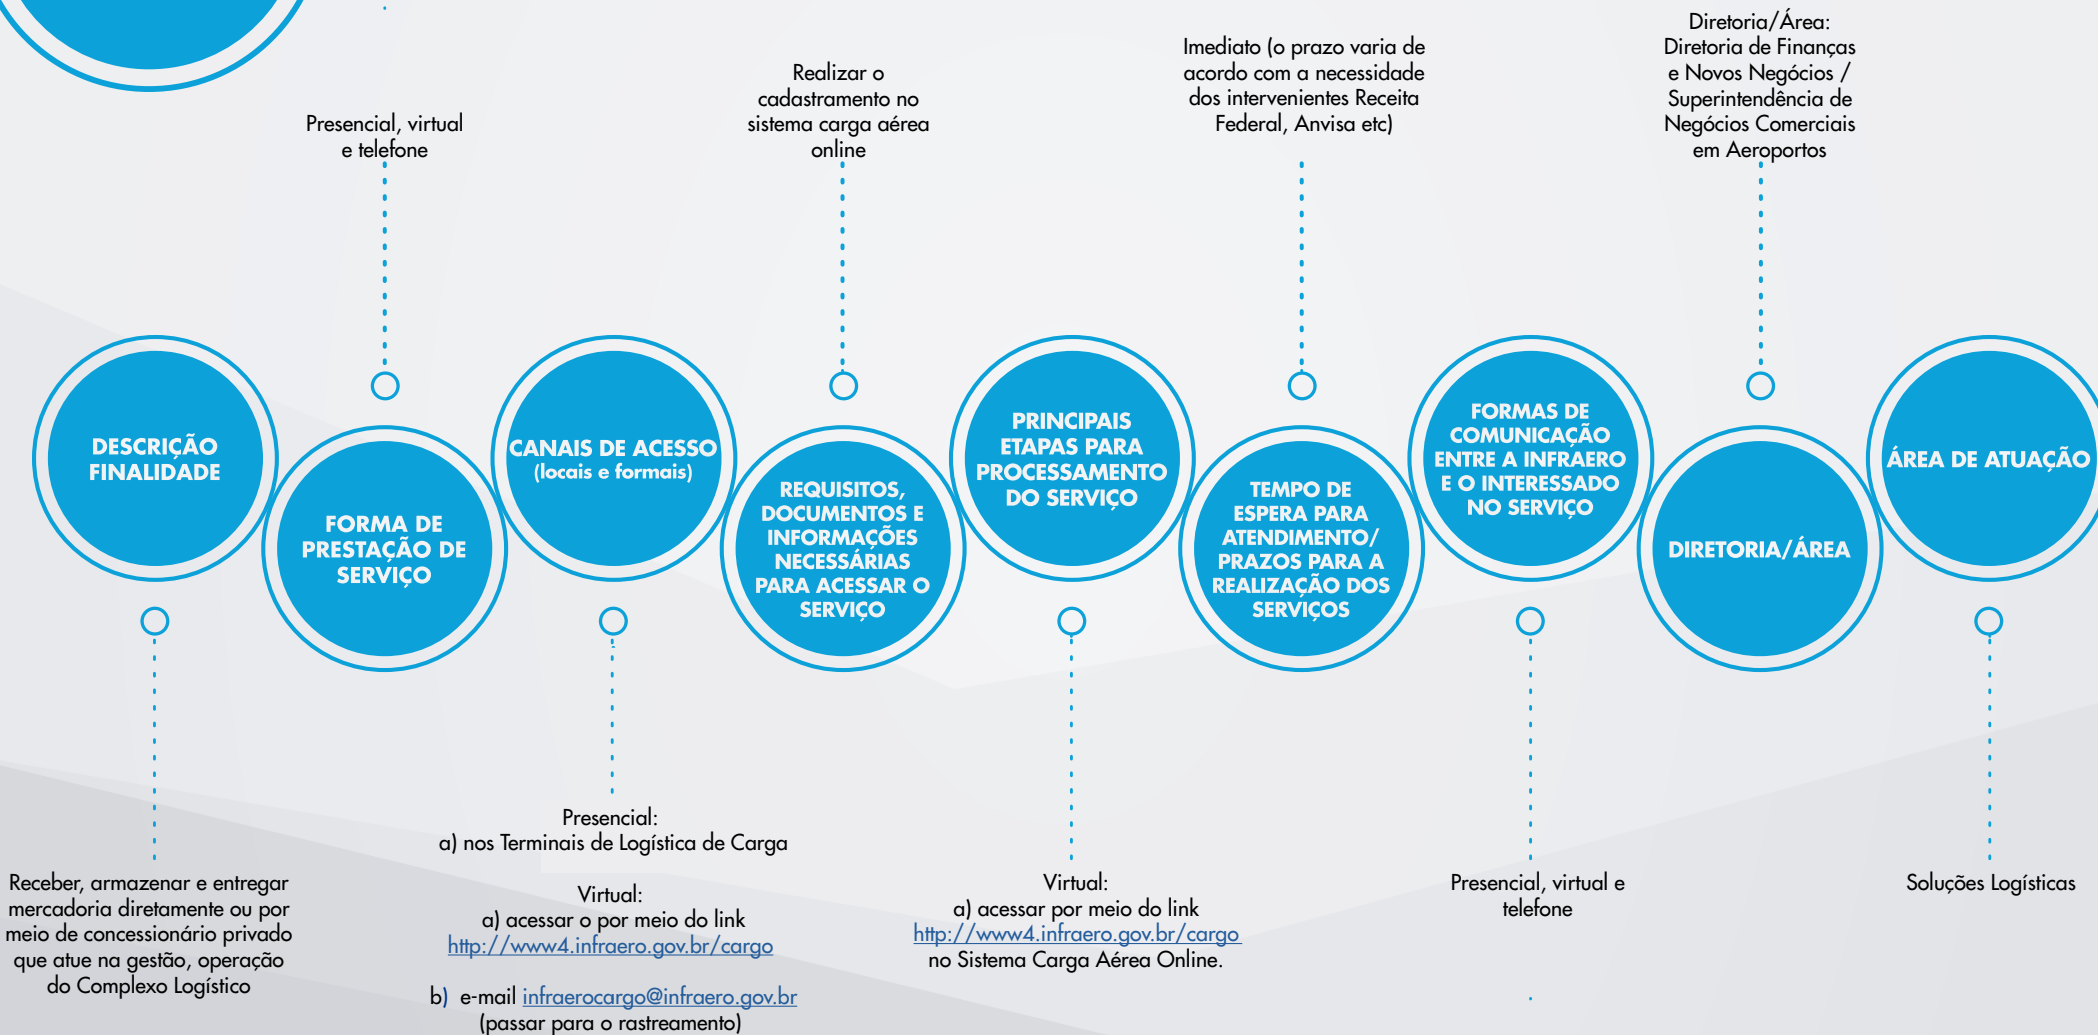 Presencial, virtual
e telefone
Realizar o
cadastramento no
sistema carga aérea
online
Imediato (o prazo varia de
acordo com a necessidade
dos intervenientes Receita
Federal, Anvisa etc)
Diretoria/Área:
Diretoria de Finanças
e Novos Negócios /
Superintendência de
Negócios Comerciais
em Aeroportos
DESCRIÇÃO
FINALIDADE
FORMA DE
PRESTAÇÃO DE
SERVIÇO
CANAIS DE ACESSO
(locais e formais)
REQUISITOS,
DOCUMENTOS E
INFORMAÇÕES
NECESSÁRIAS
PARA ACESSAR O
SERVIÇO
PRINCIPAIS
ETAPAS PARA
PROCESSAMENTO
DO SERVIÇO
TEMPO DE
ESPERA PARA
ATENDIMENTO/
PRAZOS PARA A
REALIZAÇÃO DOS
SERVIÇOS
FORMAS DE
COMUNICAÇÃO
ENTRE A INFRAERO
E O INTERESSADO
NO SERVIÇO
DIRETORIA/ÁREA
ÁREA DE ATUAÇÃO
Receber, armazenar e entregar
mercadoria diretamente ou por
meio de concessionário privado
que atue na gestão, operação
do Complexo Logístico
Presencial:
a) nos Terminais de Logística de Carga
Virtual:
a) acessar o por meio do link
http://www4.infraero.gov.br/cargo
b) e-mail infraerocargo@infraero.gov.br
(passar para o rastreamento)
Virtual:
a) acessar por meio do link
http://www4.infraero.gov.br/cargo
no Sistema Carga Aérea Online.
Presencial, virtual e
telefone
Soluções Logísticas